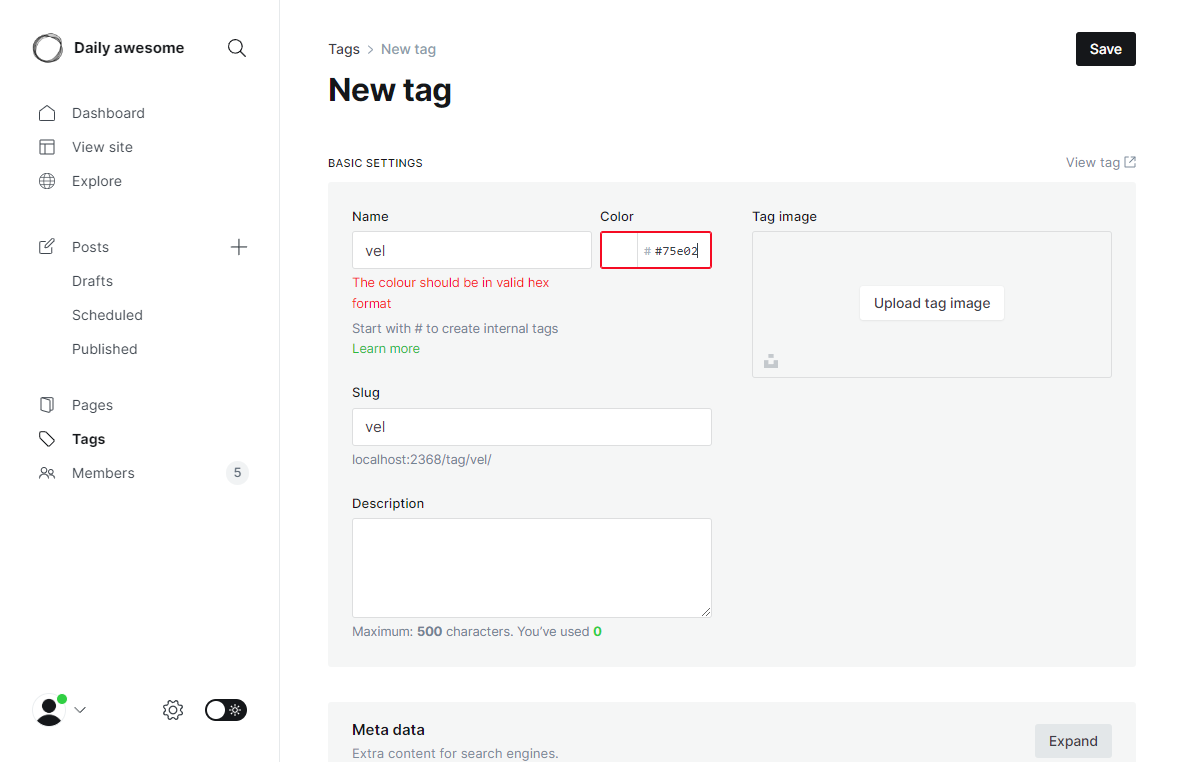 Daily awesome
Dashboard
View site
Explore
Posts
Drafts
Scheduled
Published
Pages
Tags
Members 5
Tags > New tag
Save
New tag
BASIC SETTINGS
View tag
Name
Color
Tag image
vel
# #75e02
The colour should be in valid hex
format
Start with # to create internal tags
Learn more
Upload tag image
Slug
vel
localhost:2368/tag/vel/
Description
Maximum: 500 characters. You've used 0
Meta data
Extra content for search engines.
Expand